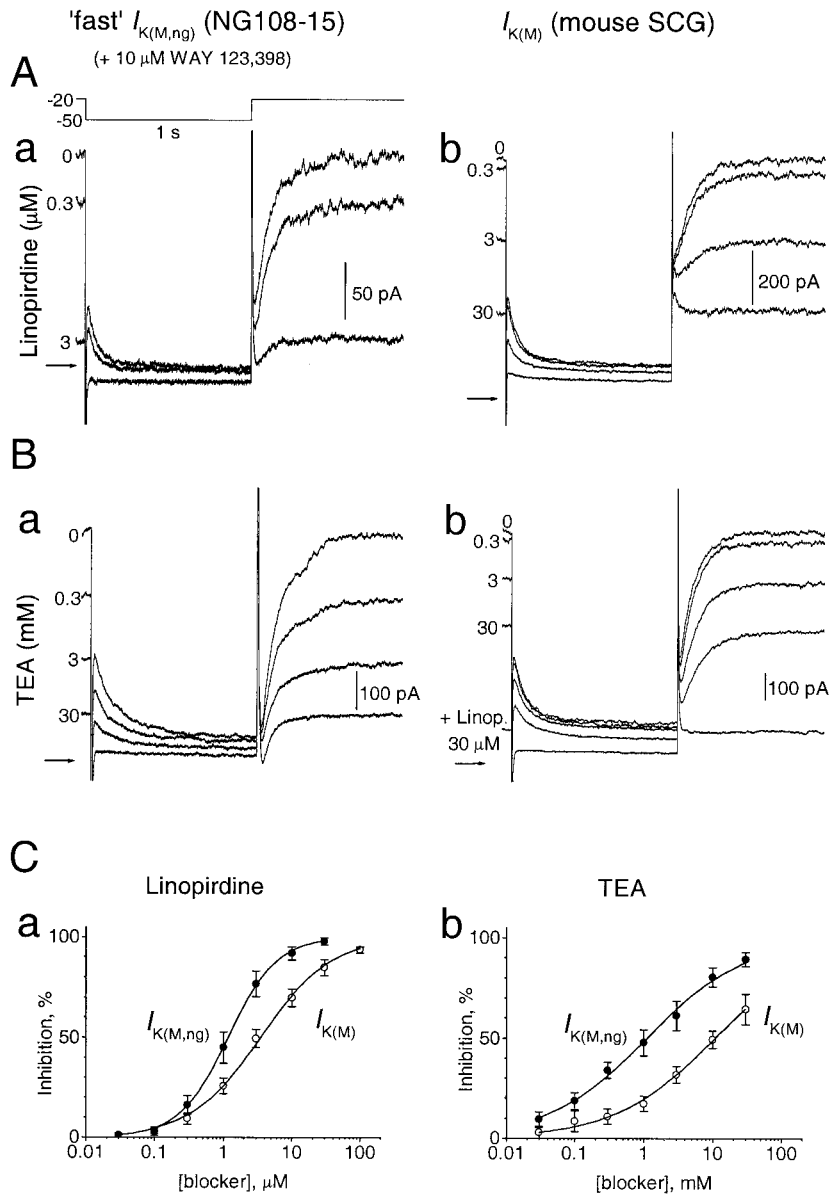 'fast' IK(M,ng) (NG108-15)
(+ 10 µM WAY 123,398)
IK(M) (mouse SCG)
A
-20
-50
1 s
a
Linopirdine (µM)
0
0.3
3
50 pA
b
0
0.3
3
30
200 pA
B
a
TEA (mM)
0
0.3
3
30
100 pA
b
0
0.3
3
30
+ Linop.
30 µM
100 pA
C
Linopirdine
a
Inhibition, %
100
50
0
IK(M,ng)
IK(M)
0.01 0.1 1 10 100
[blocker], µM
TEA
b
Inhibition, %
100
50
0
IK(M,ng)
IK(M)
0.01 0.1 1 10 100
[blocker], mM